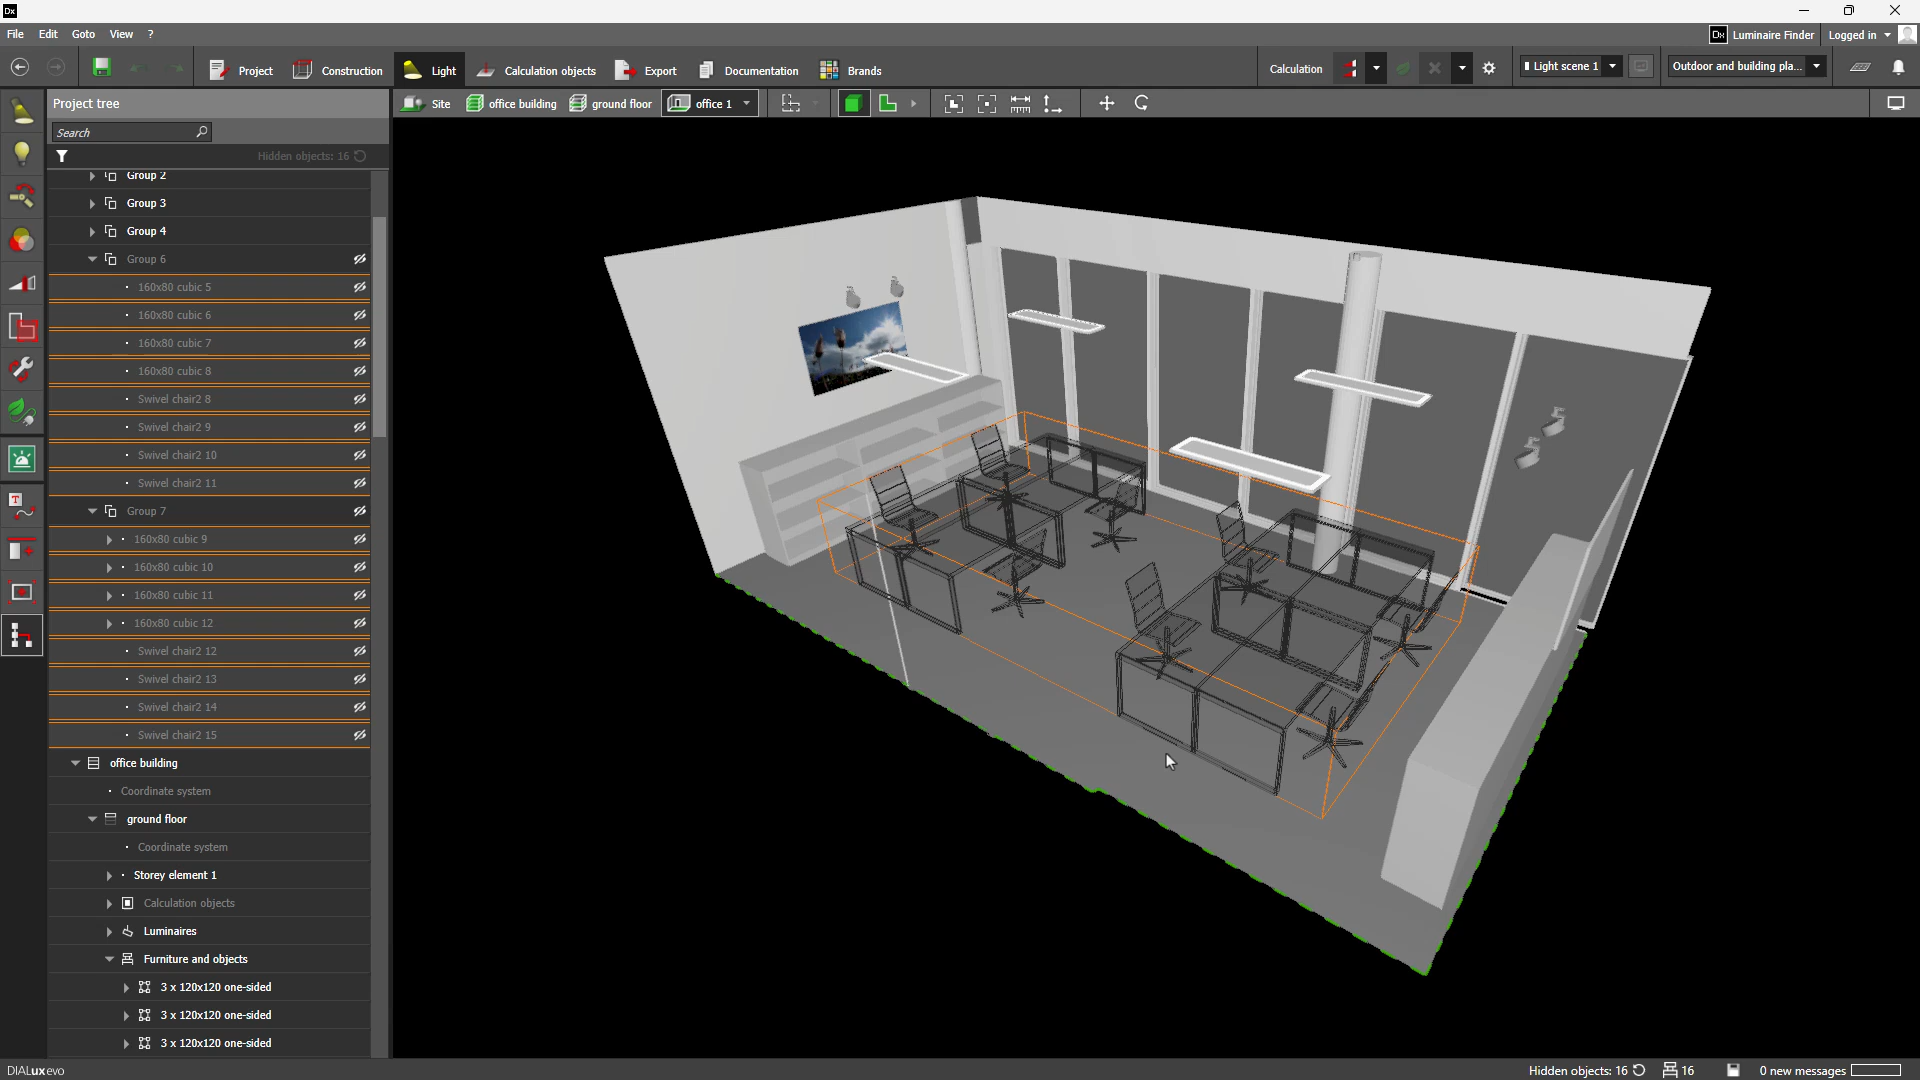 Dx
File Edit Goto View ? Dx Luminaire Finder Logged in
Project Construction Light Calculation objects Export Documentation Brands Calculation Light scene 1 Outdoor and building pla...
Project tree Site office building ground floor office 1
Search
Hidden objects: 16
Group 2
Group 3
Group 4
Group 6
160x80 cubic 5
160x80 cubic 6
160x80 cubic 7
160x80 cubic 8
Swivel chair2 8
Swivel chair2 9
Swivel chair2 10
Swivel chair2 11
Group 7
160x80 cubic 9
160x80 cubic 10
160x80 cubic 11
160x80 cubic 12
Swivel chair2 12
Swivel chair2 13
Swivel chair2 14
Swivel chair2 15
office building
Coordinate system
ground floor
Coordinate system
Storey element 1
Calculation objects
Luminaires
Furniture and objects
3 x 120x120 one-sided
3 x 120x120 one-sided
3 x 120x120 one-sided
DIALux evo Hidden objects: 16 16 0 new messages